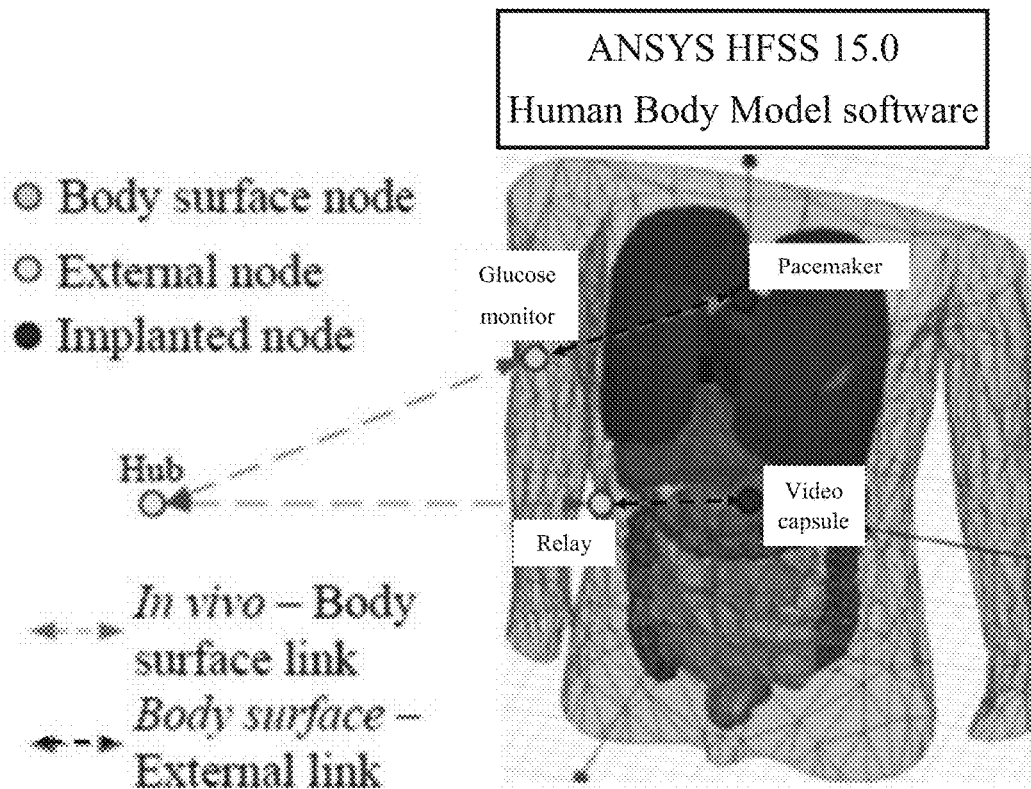 ANSYS HFSS 15.0
Human Body Model software
Body surface node
External node
Implanted node
Glucose
monitor
Pacemaker
Hub
Relay
Video
capsule
In vivo – Body
surface link
Body surface –
External link